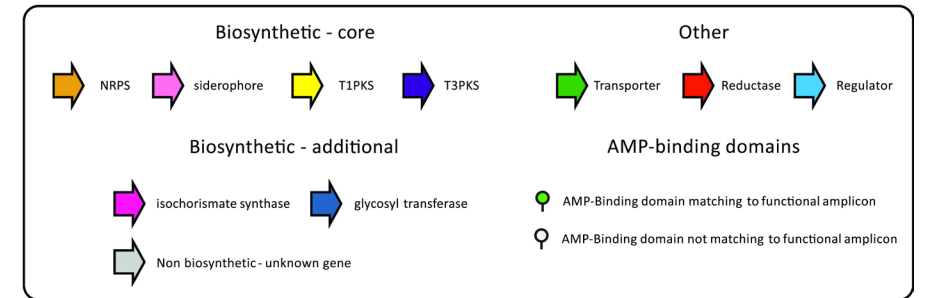 Biosynthetic - core
Other
NRPS
siderophore
T1PKS
T3PKS
Transporter
Reductase
Regulator
Biosynthetic - additional
AMP-binding domains
isochorismate synthase
glycosyl transferase
AMP-Binding domain matching to functional amplicon
AMP-Binding domain not matching to functional amplicon
Non biosynthetic - unknown gene